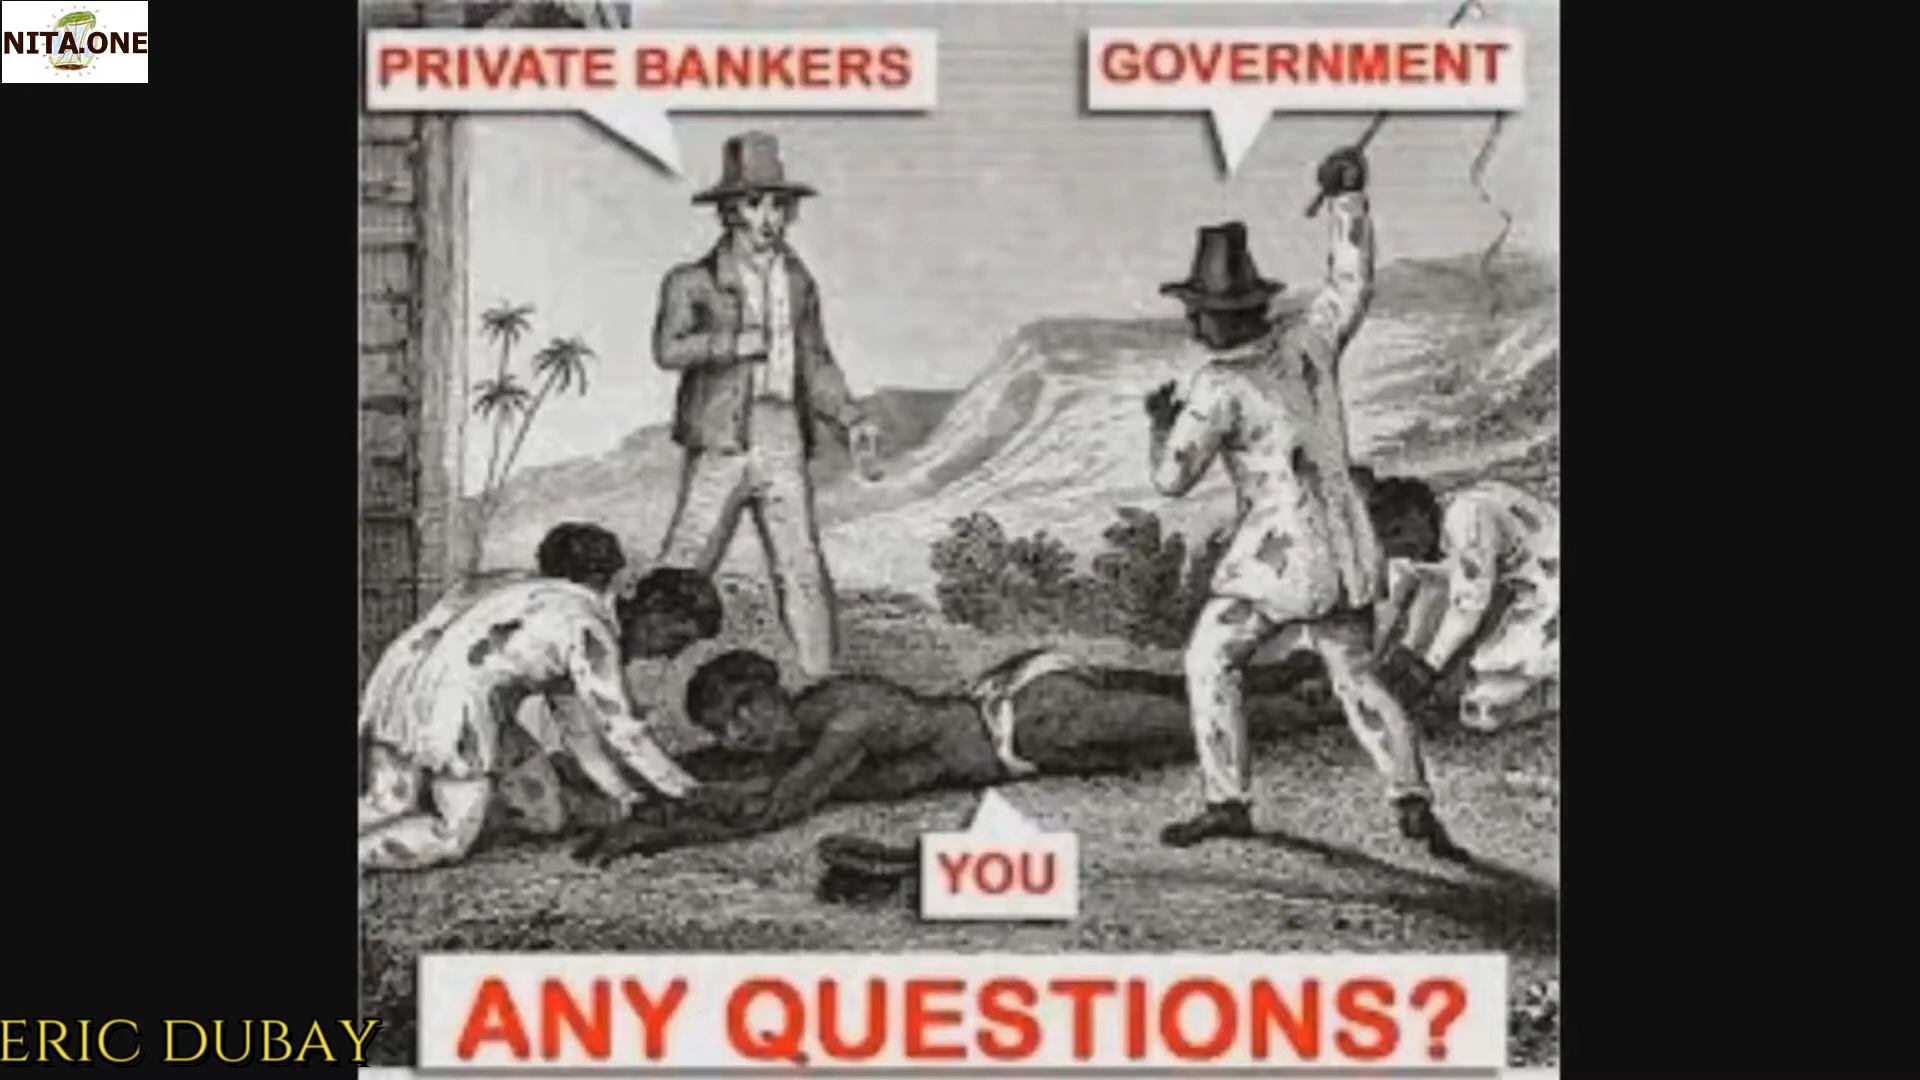 NITA.ONE
PRIVATE BANKERS
GOVERNMENT
YOU
ANY QUESTIONS?
ERIC DUBAY